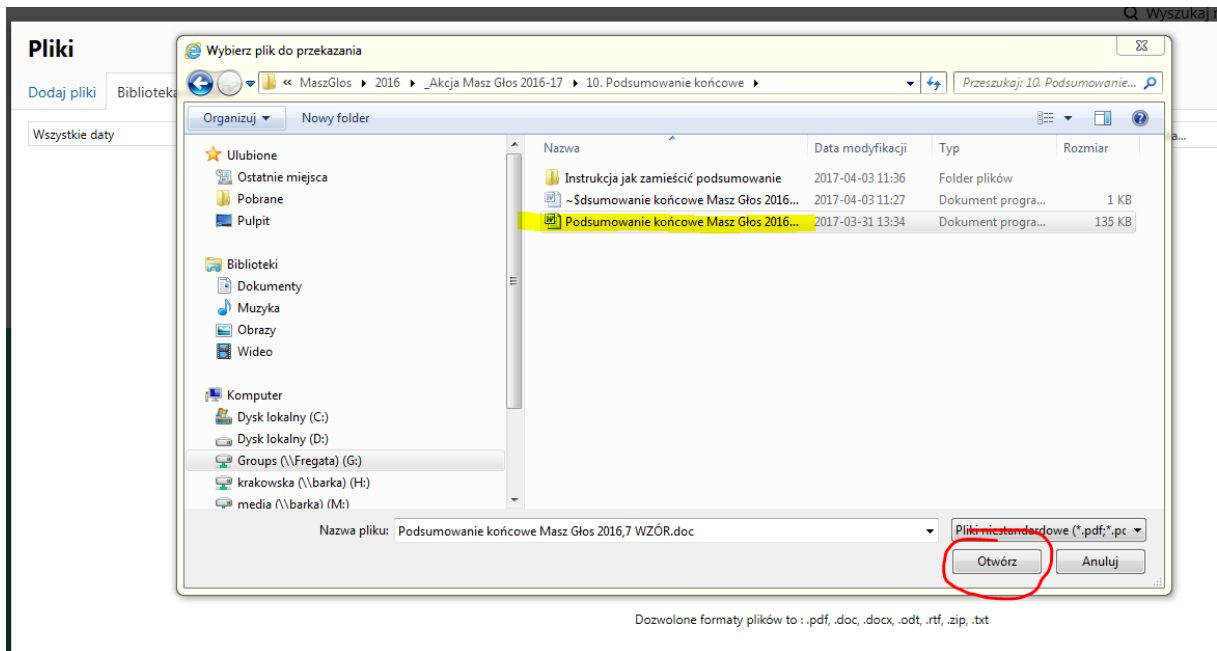 Wyszukaj
Pliki
Wybierz plik do przekazania
Dodaj pliki
Biblioteka
« MaszGlos ▸ 2016 ▸ _Akcja Masz Głos 2016-17 ▸ 10. Podsumowanie końcowe ▸
Przeszukaj: 10. Podsumowanie...
Organizuj
Nowy folder
Wszystkie daty
Ulubione
Ostatnie miejsca
Pobrane
Pulpit
Biblioteki
Dokumenty
Muzyka
Obrazy
Wideo
Komputer
Dysk lokalny (C:)
Dysk lokalny (D:)
Groups (\\Fregata) (G:)
krakowska (\\barka) (H:)
media (\\barka) (M:)
Nazwa Data modyfikacji Typ Rozmiar
Instrukcja jak zamieścić podsumowanie 2017-04-03 11:36 Folder plików
~$dsumowanie końcowe Masz Głos 2016... 2017-04-03 11:27 Dokument progra... 1 KB
Podsumowanie końcowe Masz Głos 2016... 2017-03-31 13:34 Dokument progra... 135 KB
a...
Nazwa pliku: Podsumowanie końcowe Masz Głos 2016,7 WZÓR.doc
Pliki niestandardowe (*.pdf;*.pc
Otwórz
Anuluj
Dozwolone formaty plików to : .pdf, .doc, .docx, .odt, .rtf, .zip, .txt